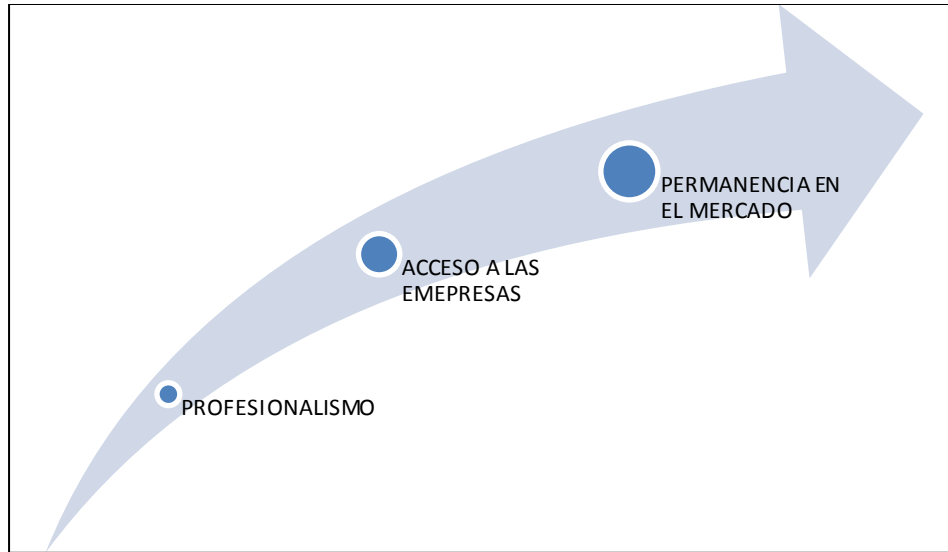 PERMANENCIA EN
EL MERCADO
ACCESO A LAS
EMEPRESAS
PROFESIONALISMO